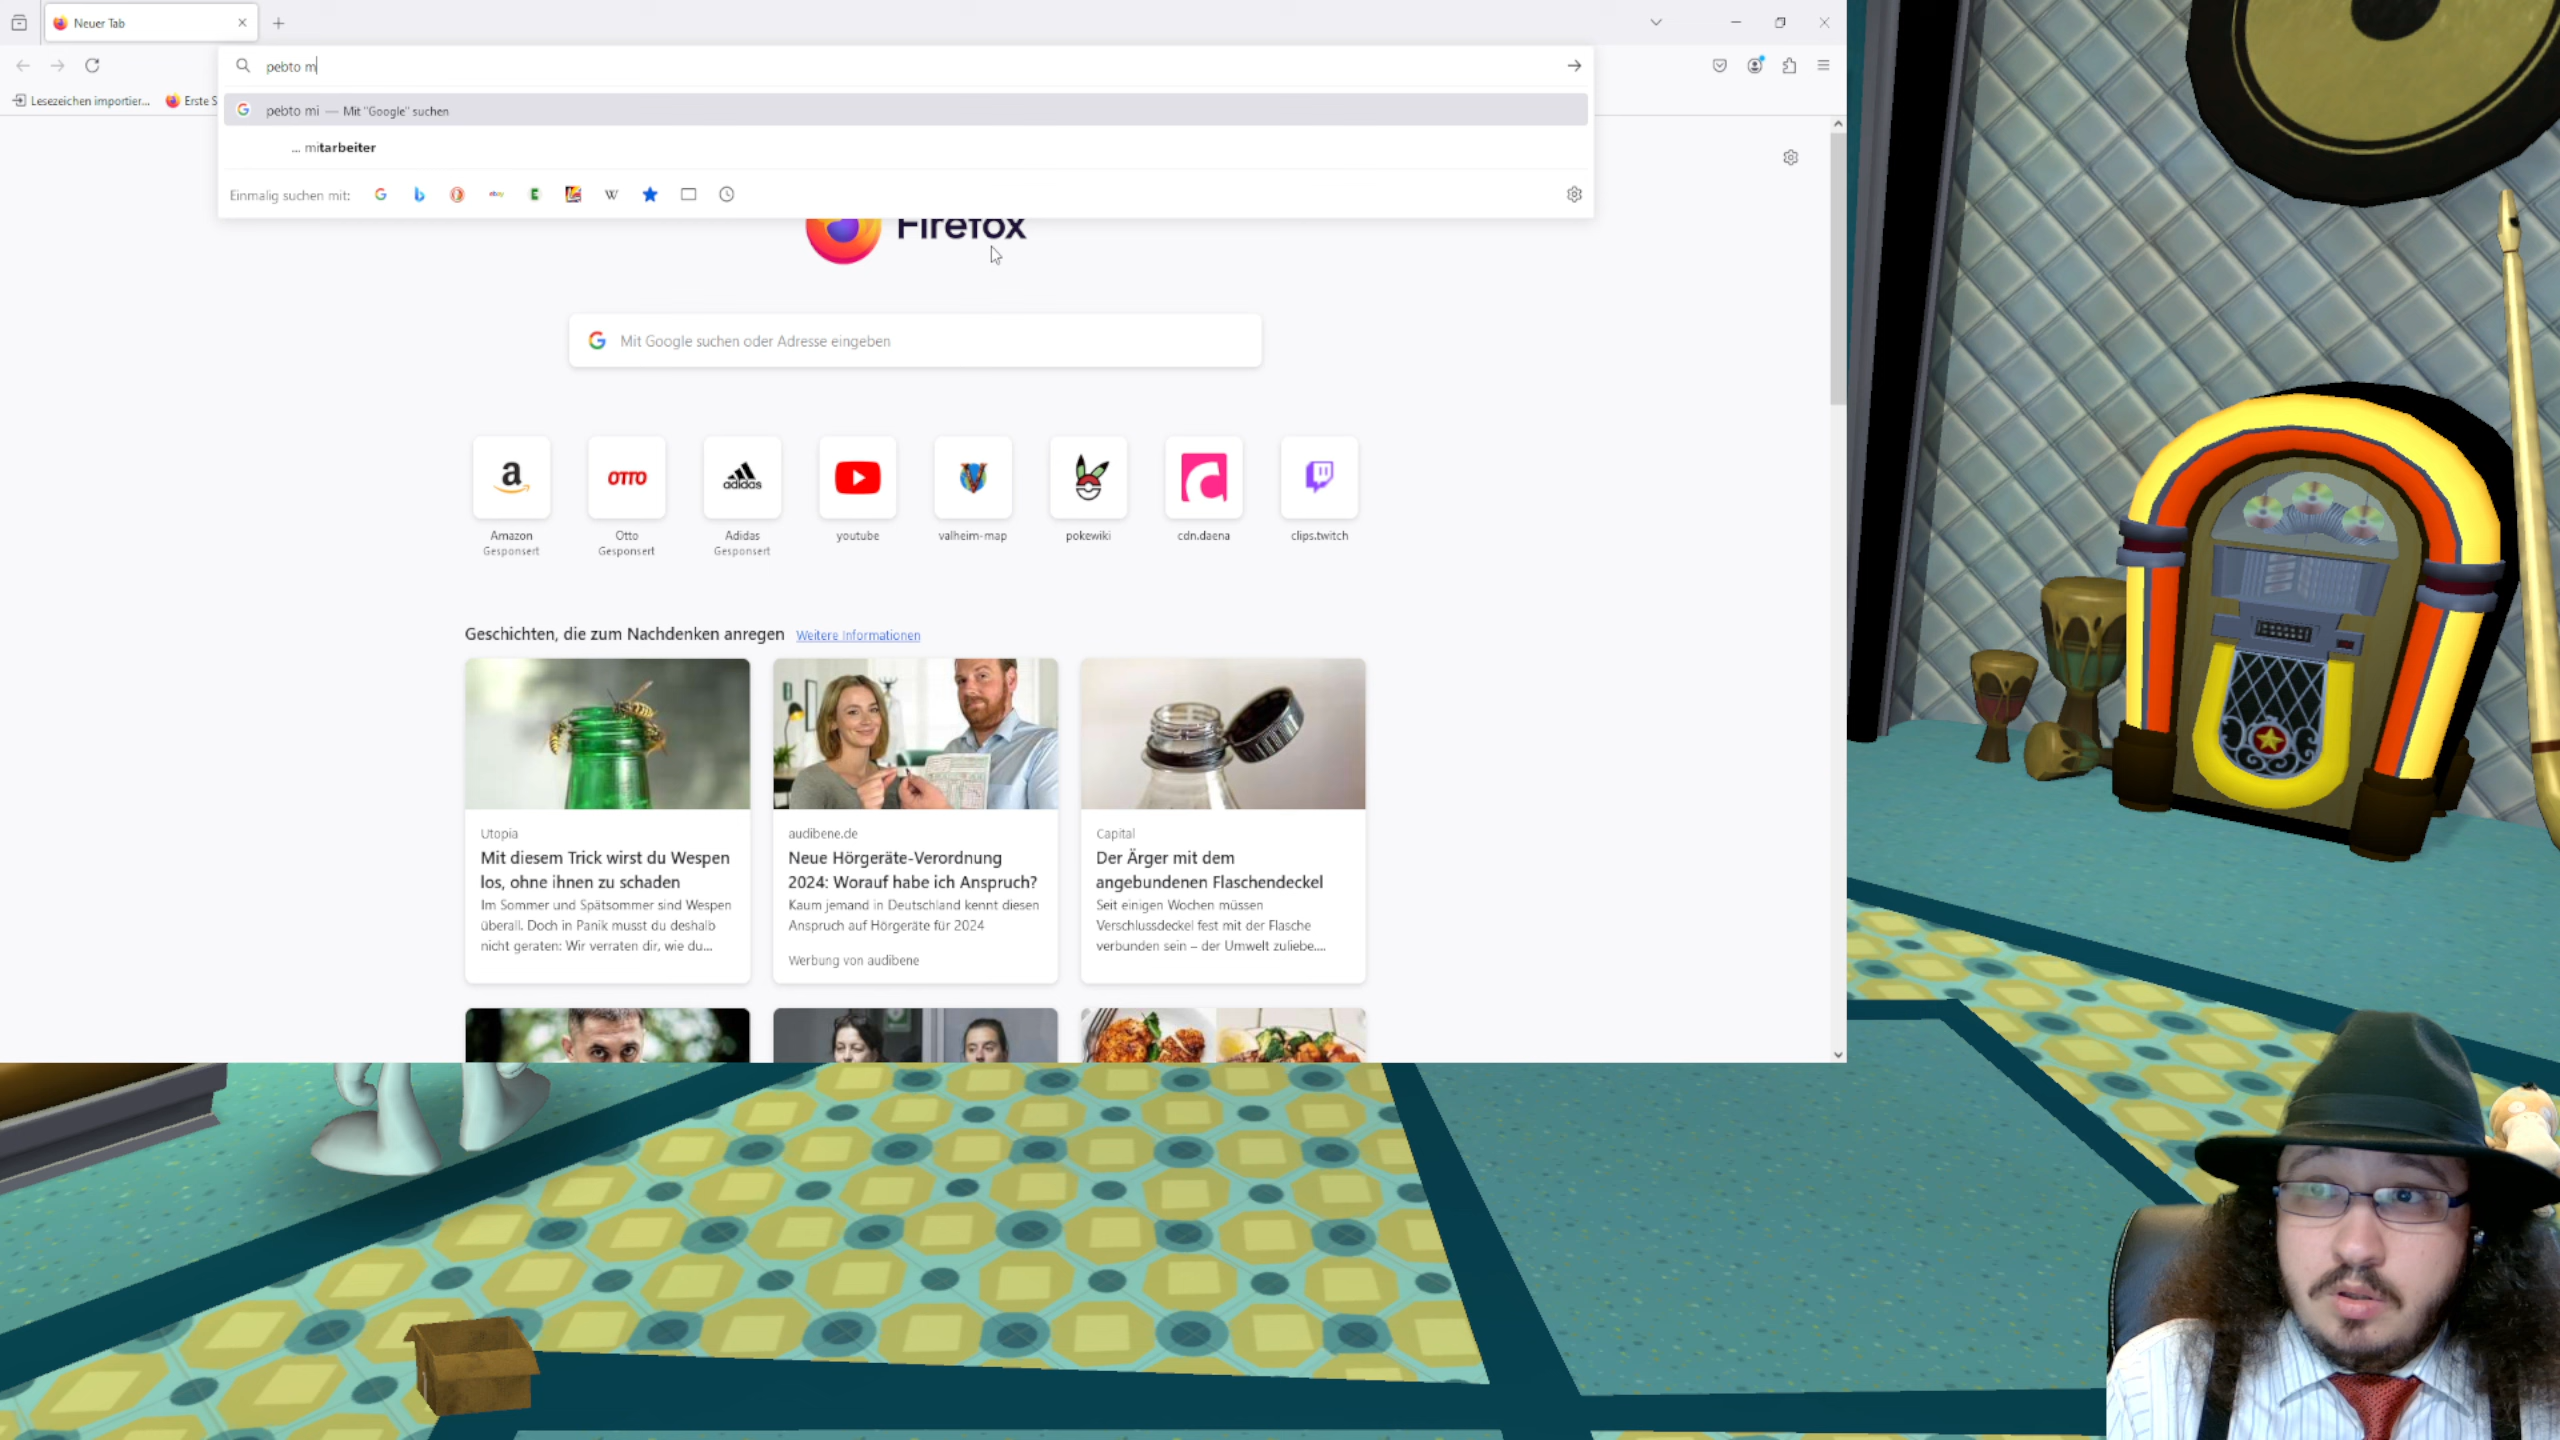 Neuer Tab
pebto m
Lesezeichen importier...
Erste S
pebto mi — Mit "Google" suchen
... mitarbeiter
Einmalig suchen mit:
Firefox
Mit Google suchen oder Adresse eingeben
OTTO
adidas
Amazon
Gesponsert
Otto
Gesponsert
Adidas
Gesponsert
youtube
valheim-map
pokewiki
cdn.daena
clips.twitch
Geschichten, die zum Nachdenken anregen Weitere Informationen
Utopia
Mit diesem Trick wirst du Wespen
los, ohne ihnen zu schaden
Im Sommer und Spätsommer sind Wespen
überall. Doch in Panik musst du deshalb
nicht geraten: Wir verraten dir, wie du...
audibene.de
Neue Hörgeräte-Verordnung
2024: Worauf habe ich Anspruch?
Kaum jemand in Deutschland kennt diesen
Anspruch auf Hörgeräte für 2024
Werbung von audibene
Capital
Der Ärger mit dem
angebundenen Flaschendeckel
Seit einigen Wochen müssen
Verschlussdeckel fest mit der Flasche
verbunden sein – der Umwelt zuliebe....